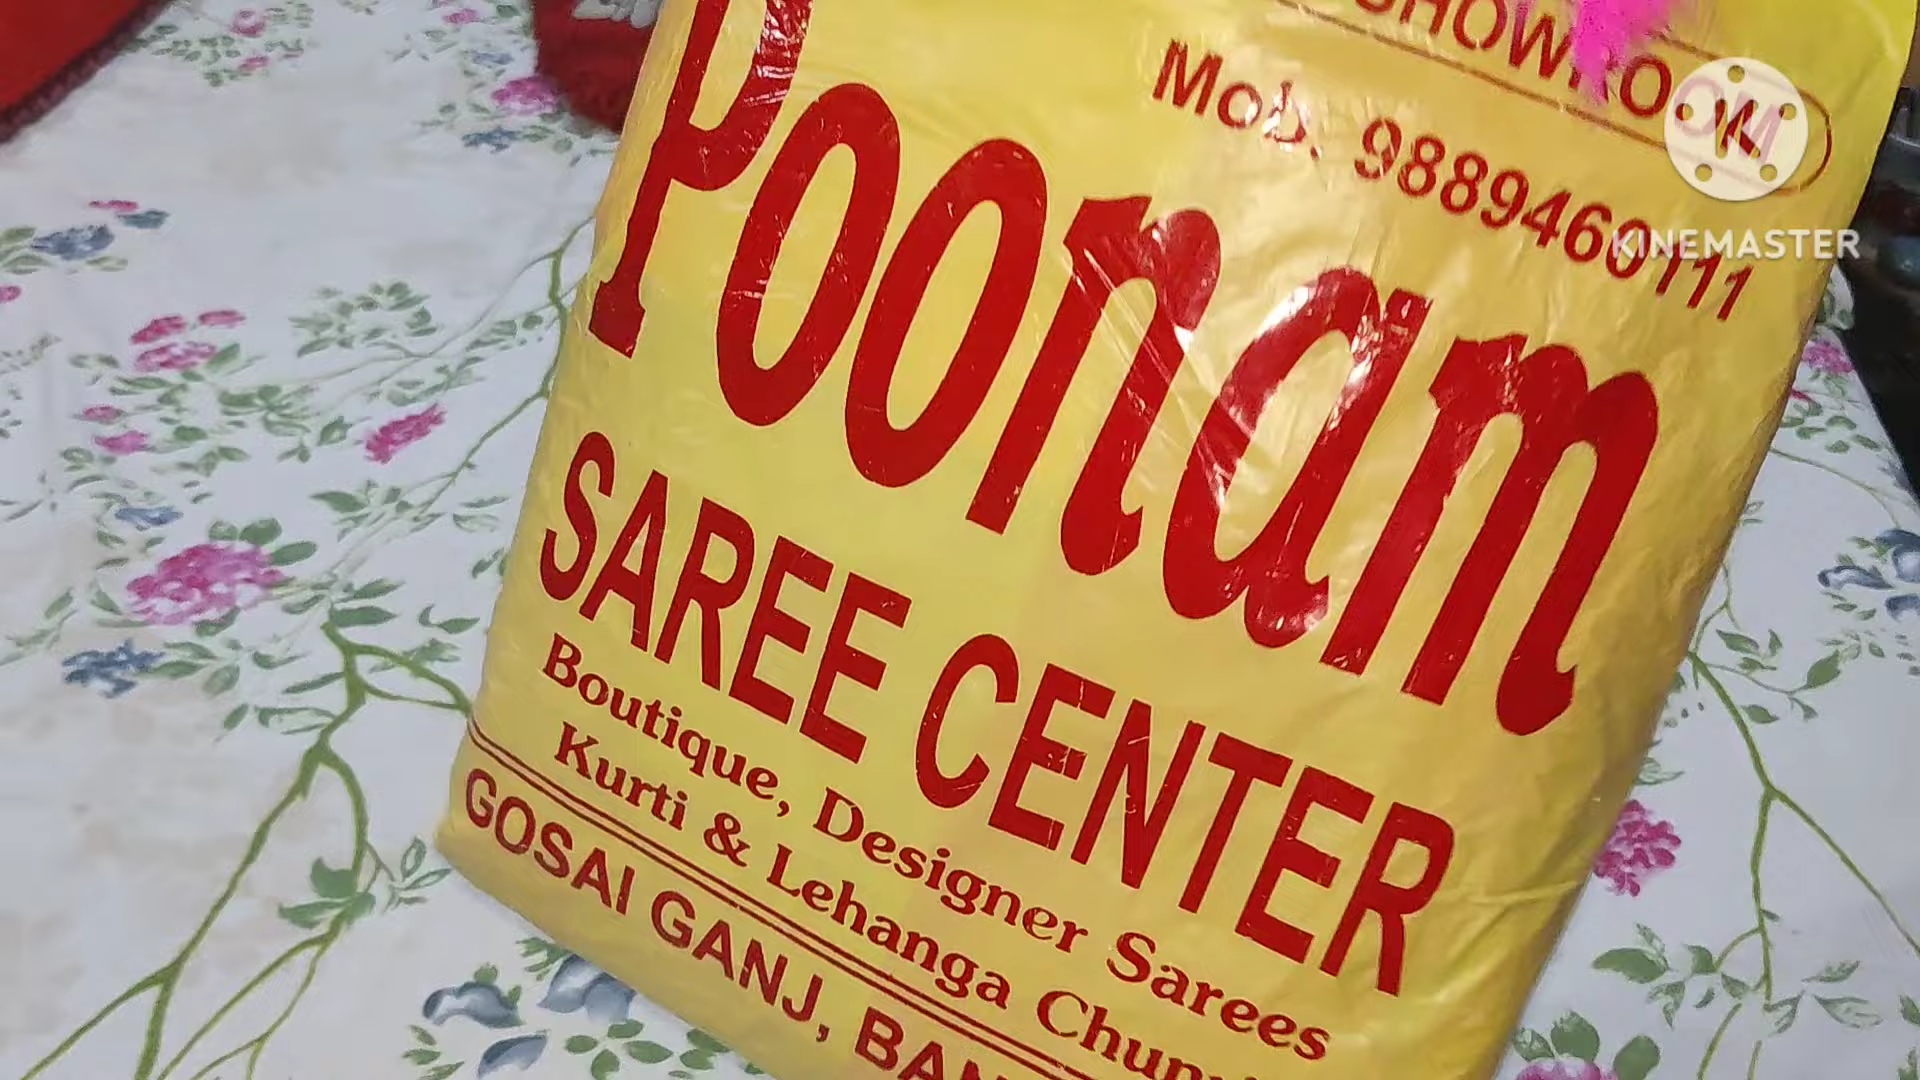 SHOWROOM
Mob. 9889460111
KINEMASTER
Poonam
SAREE CENTER
Boutique, Designer Sarees
Kurti & Lehanga
GOSAI GANJ,